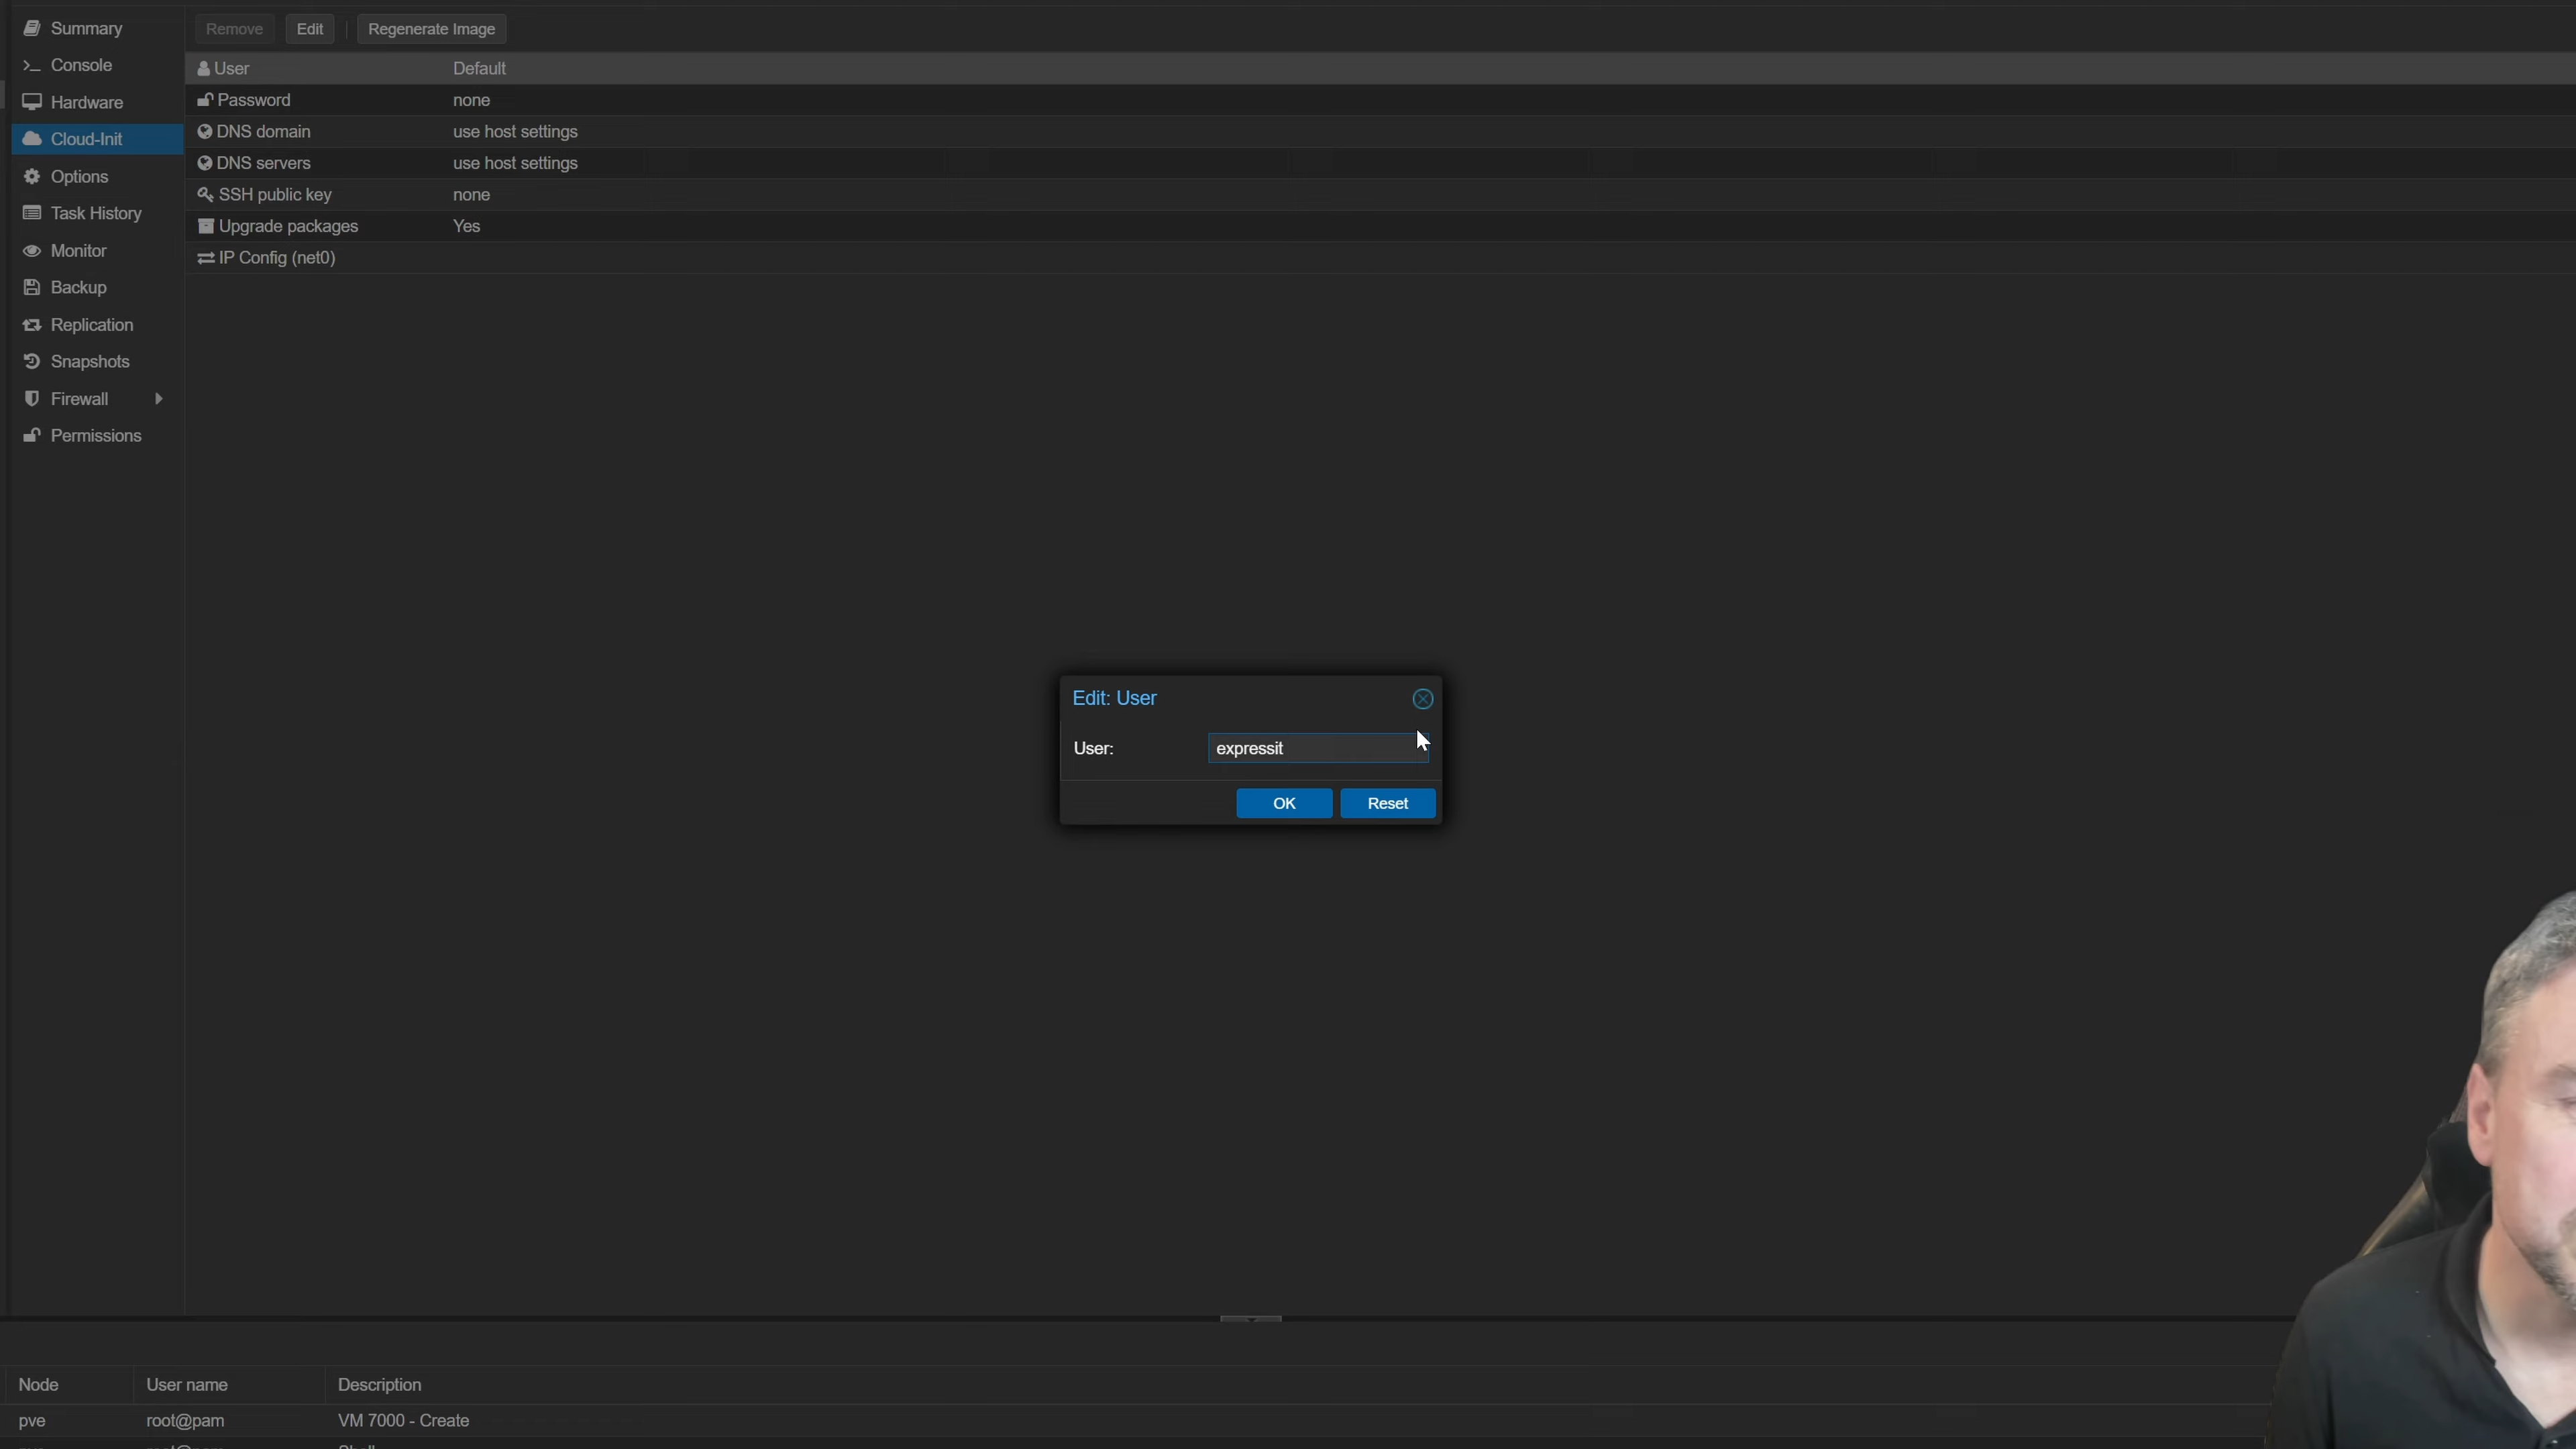 Summary
Console
Hardware
Cloud-Init
Options
Task History
Monitor
Backup
Replication
Snapshots
Firewall
Permissions
Remove Edit Regenerate Image
User Default
Password none
DNS domain use host settings
DNS servers use host settings
SSH public key none
Upgrade packages Yes
IP Config (net0)
Edit: User
User: expressit
OK Reset
Node User name Description
pve root@pam VM 7000 - Create